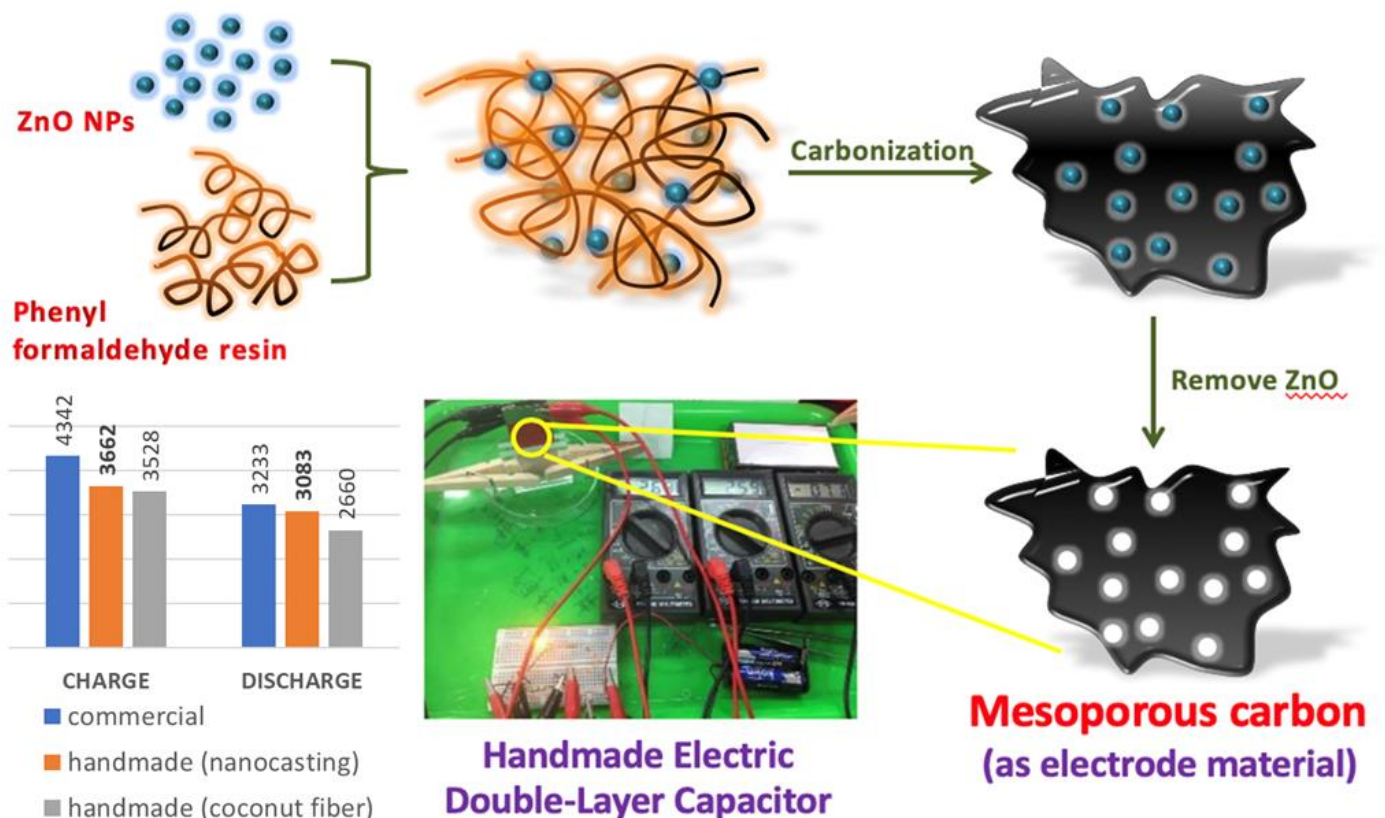 ZnO NPs
Phenyl
formaldehyde resin
Carbonization
Remove ZnO
4342
3662
3528
3233
3083
2660
CHARGE
DISCHARGE
commercial
handmade (nanocasting)
handmade (coconut fiber)
Handmade Electric
Double-Layer Capacitor
Mesoporous carbon
(as electrode material)